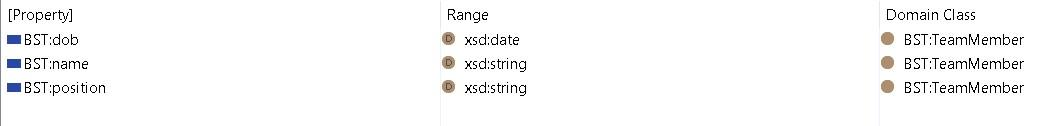 [Property] Range Domain Class
BST:dob D xsd:date BST:TeamMember
BST:name D xsd:string BST:TeamMember
BST:position D xsd:string BST:TeamMember